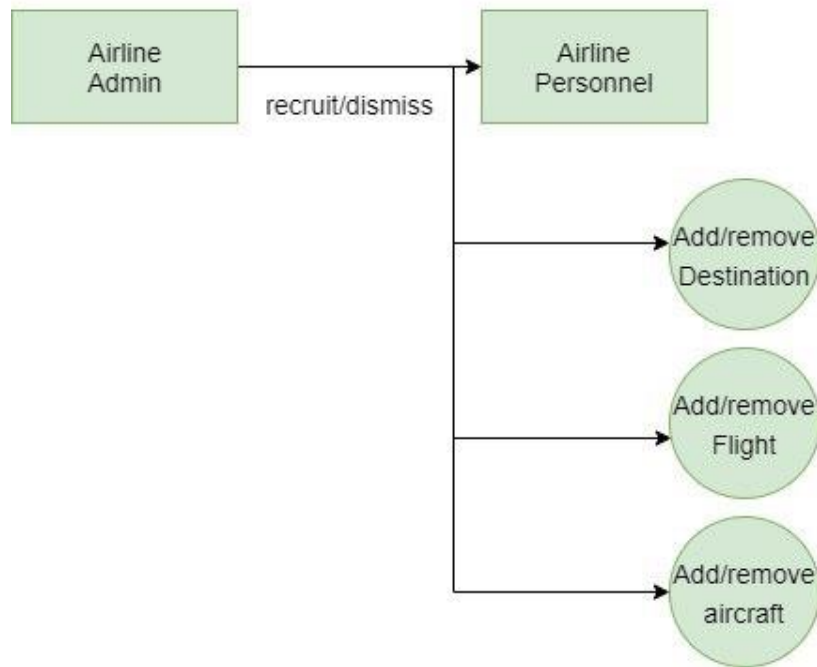 Airline
Admin
recruit/dismiss
Airline
Personnel
Add/remove
Destination
Add/remove
Flight
Add/remove
aircraft